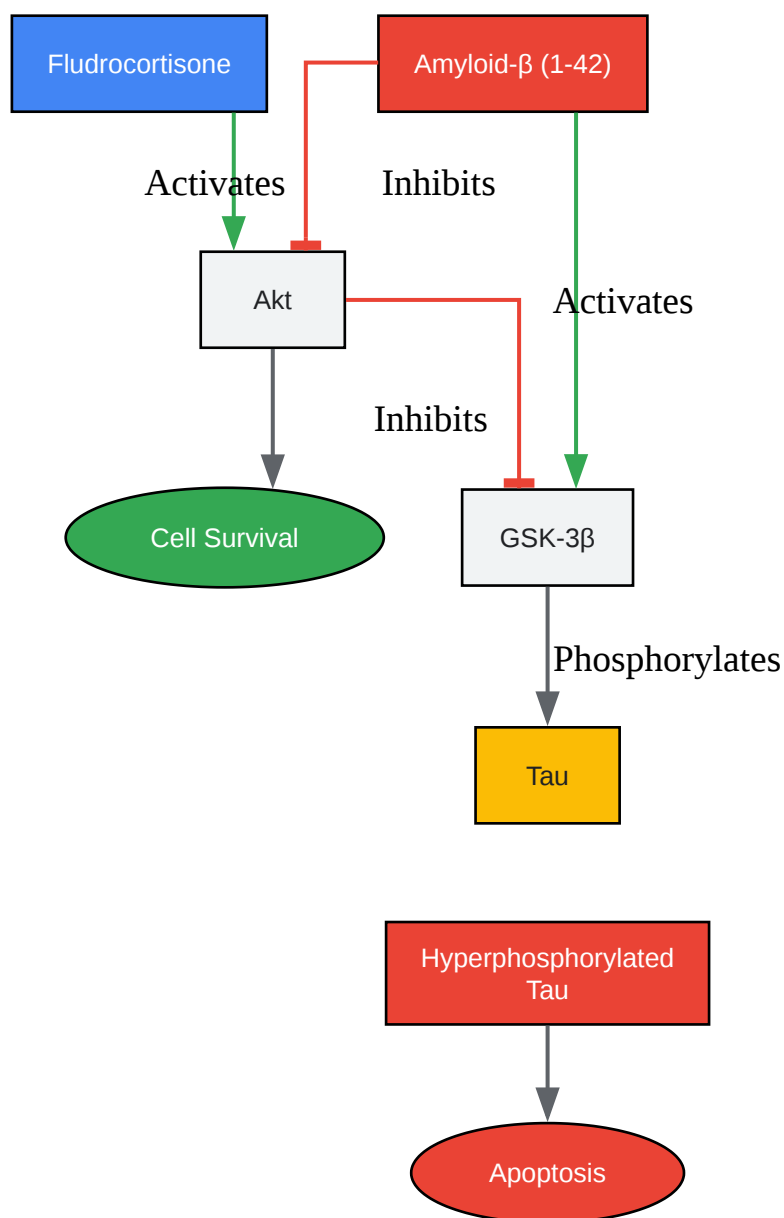 Fludrocortisone
Amyloid-β (1-42)
Activates
Inhibits
Akt
Activates
Inhibits
Cell Survival
GSK-3β
Phosphorylates
Tau
Hyperphosphorylated
Tau
Apoptosis